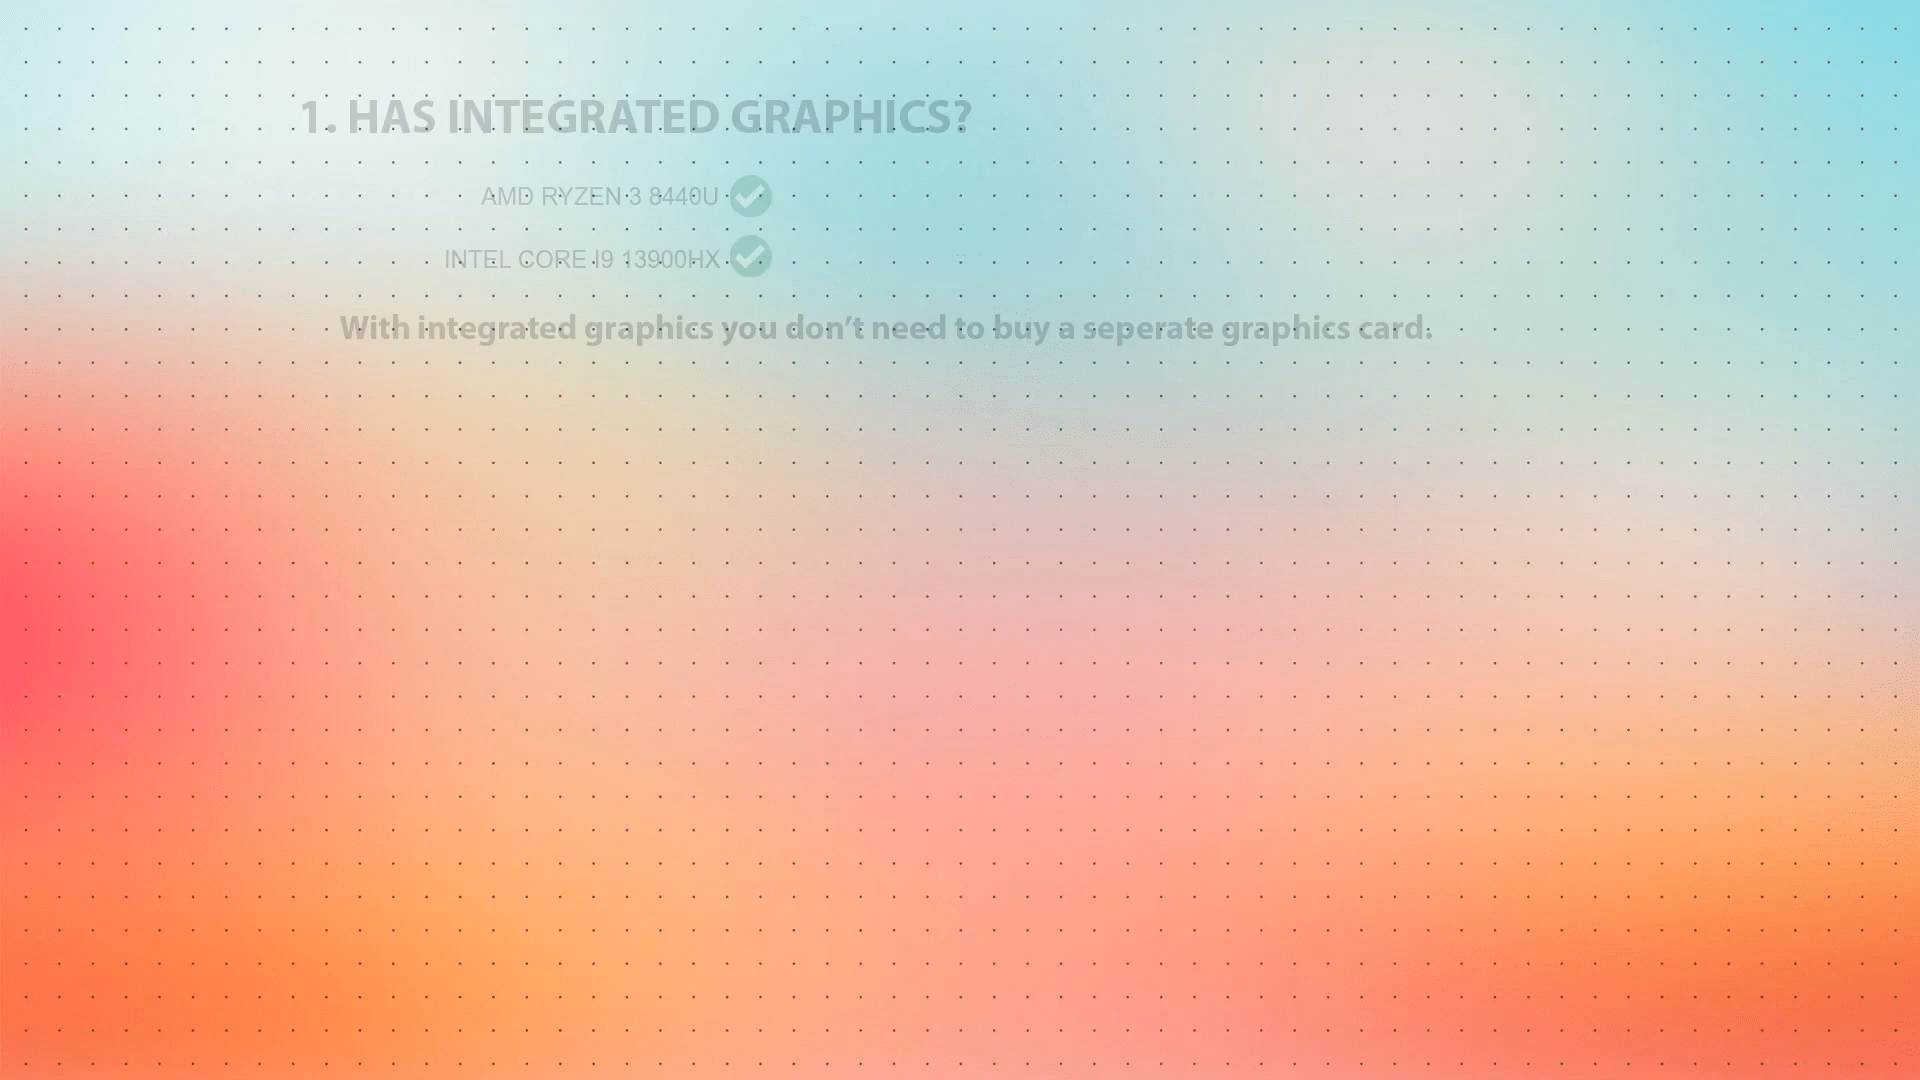 1. HAS INTEGRATED GRAPHICS?
AMD RYZEN 3 8440U
INTEL CORE I9 13900HX
With integrated graphics you don’t need to buy a seperate graphics card.